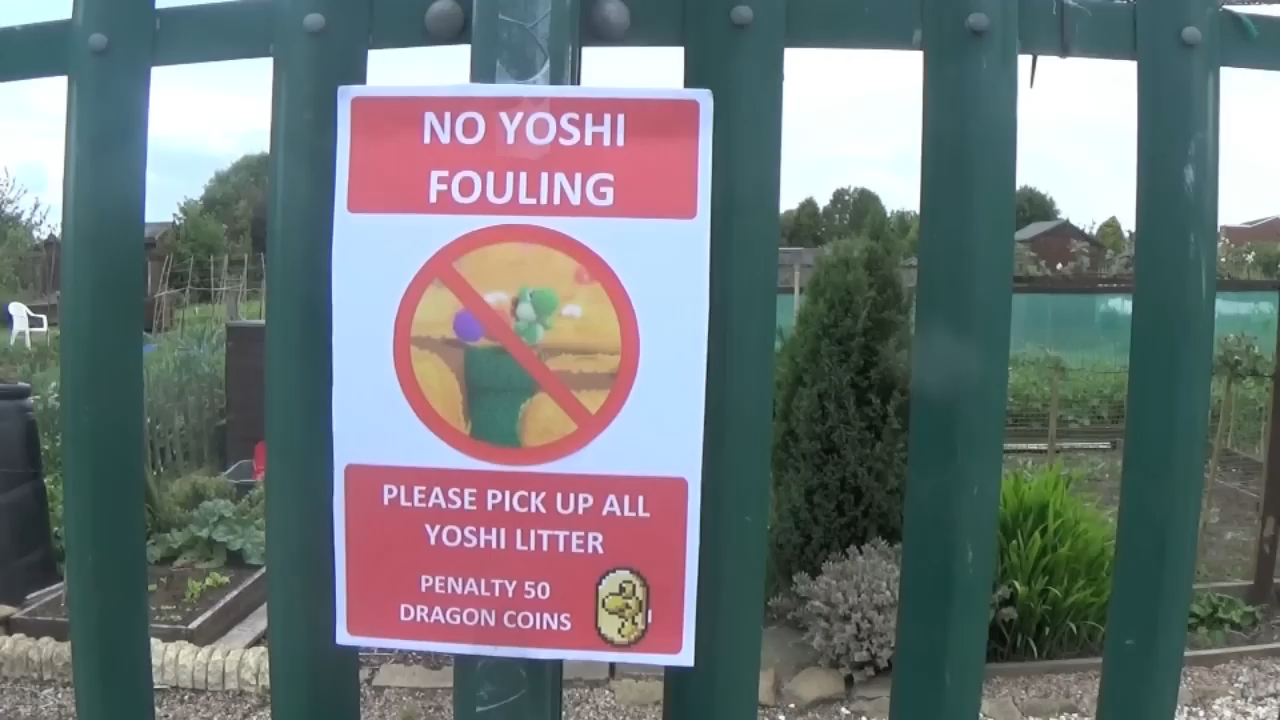 NO YOSHI
FOULING
PLEASE PICK UP ALL
YOSHI LITTER
PENALTY 50
DRAGON COINS